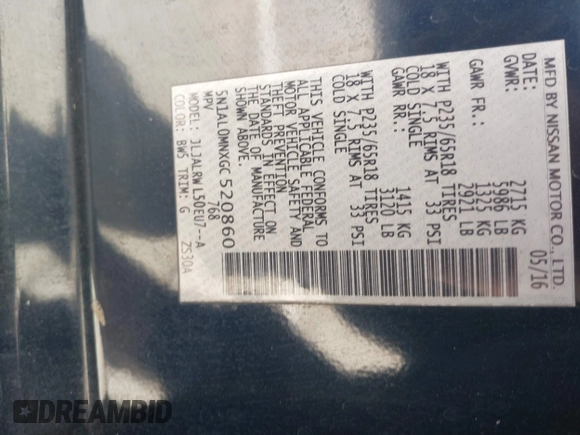 MFD BY NISSAN MOTOR CO., LTD.
DATE: 05/16
GVWR: 2715 KG
5986 LB
GAWR FR.: 1325 KG
2921 LB
WITH P235/65R18 TIRES
18 X 7.5 RIMS AT 33 PSI
COLD SINGLE
GAWR RR.: 1415 KG
3120 LB
WITH P235/65R18 TIRES
18 X 7.5 RIMS AT 33 PSI
COLD SINGLE
THIS VEHICLE CONFORMS TO
ALL APPLICABLE FEDERAL
MOTOR VEHICLE SAFETY AND
THEFT PREVENTION
STANDARDS IN EFFECT ON
THE DATE OF MANUFACTURE
SHOWN ABOVE.
5N1AL0MNXGC520860
MPV 768
JLJALRWL50EU7--A
COLOR: BW5 TRIM: G ZS30A
DREAMBID